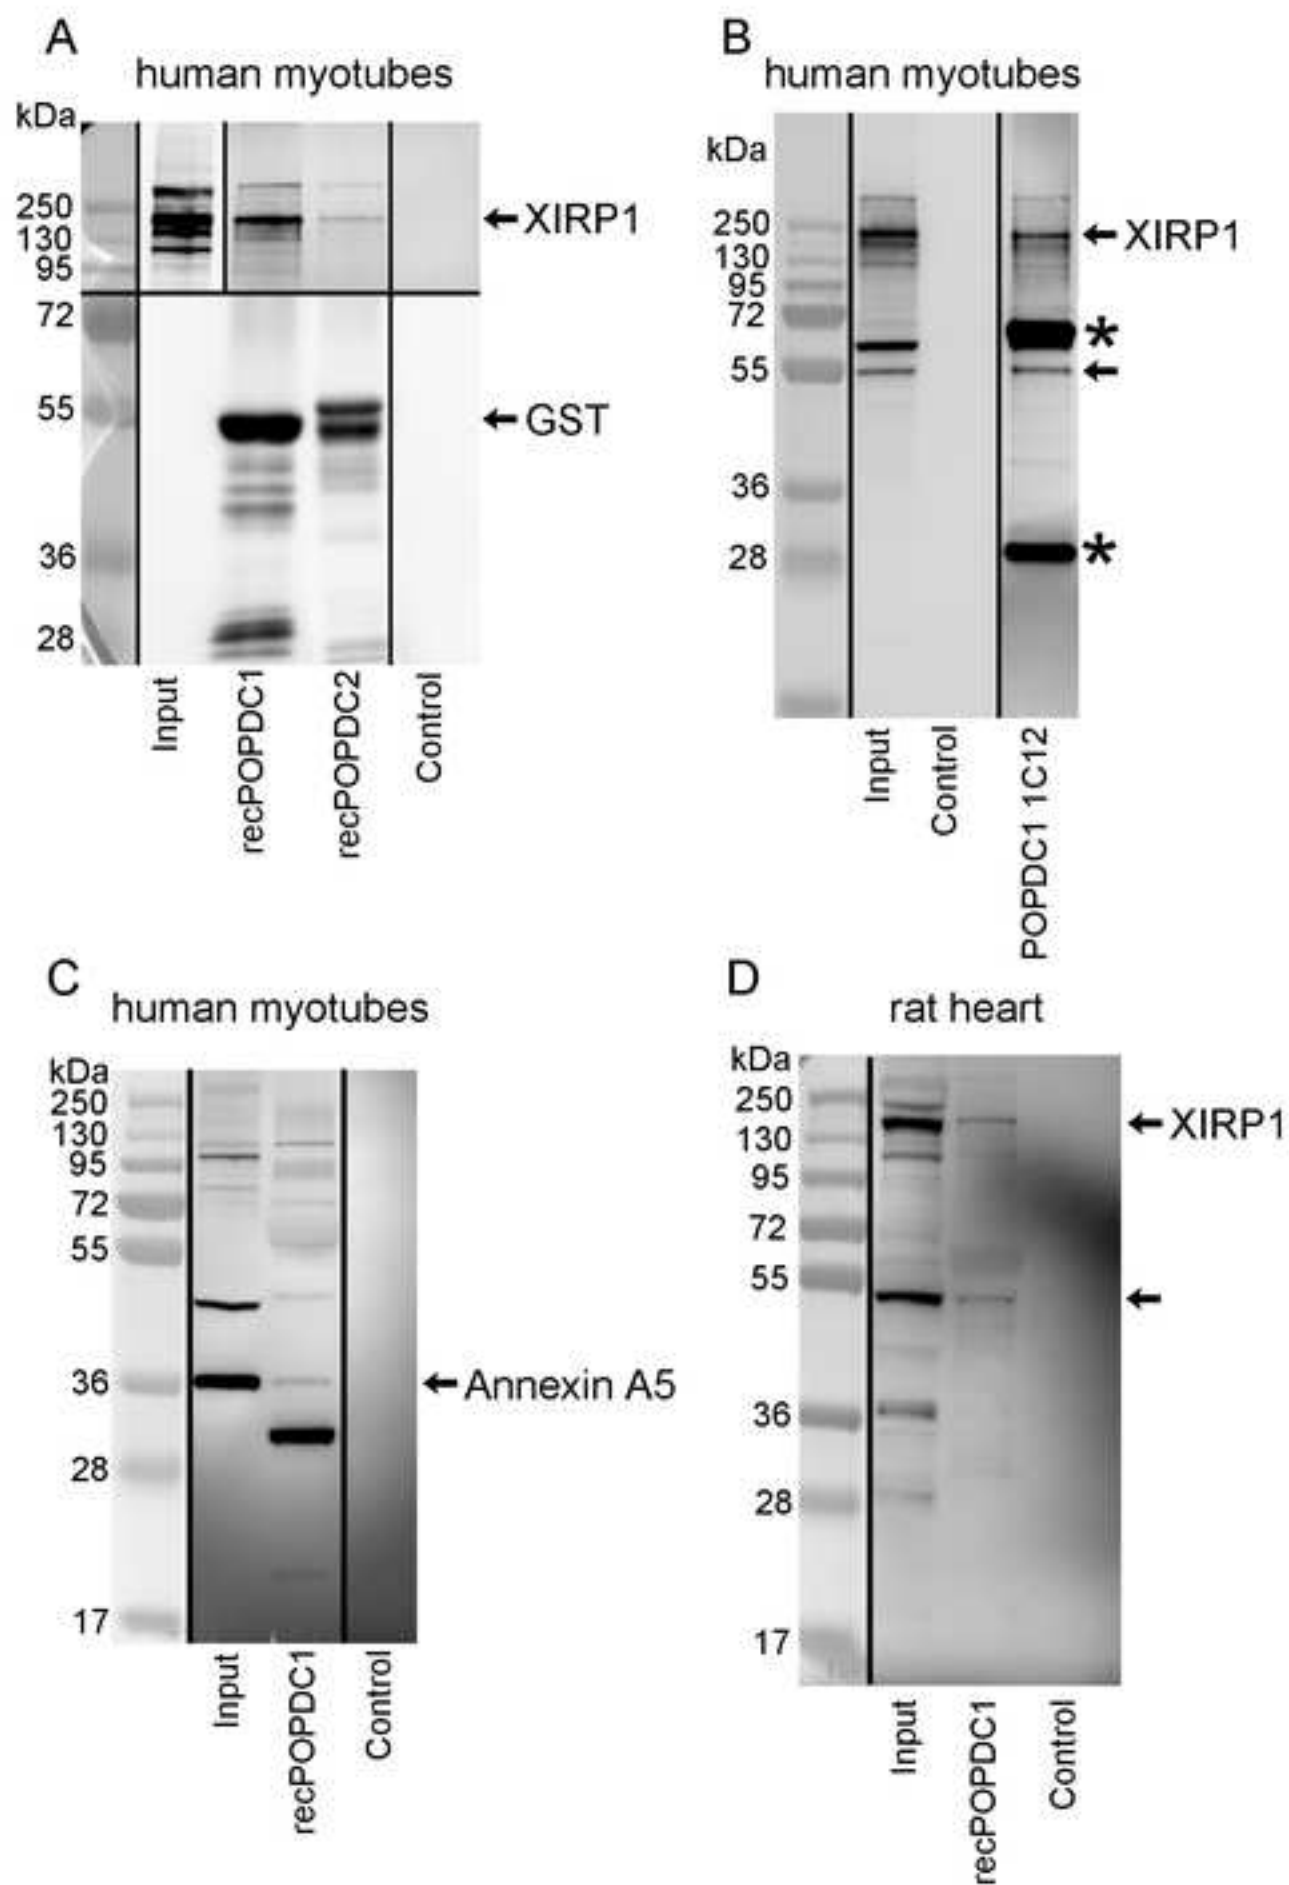 A
human myotubes
kDa
250
130
95
72
55
36
28
←XIRP1
←GST
Input
recPOPDC1
recPOPDC2
Control
B
human myotubes
kDa
250
130
95
72
55
36
28
←XIRP1
*
←
*
Input
Control
POPDC1 1C12
C
human myotubes
kDa
250
130
95
72
55
36
28
17
←Annexin A5
Input
recPOPDC1
Control
D
rat heart
kDa
250
130
95
72
55
36
28
17
←XIRP1
←
Input
recPOPDC1
Control